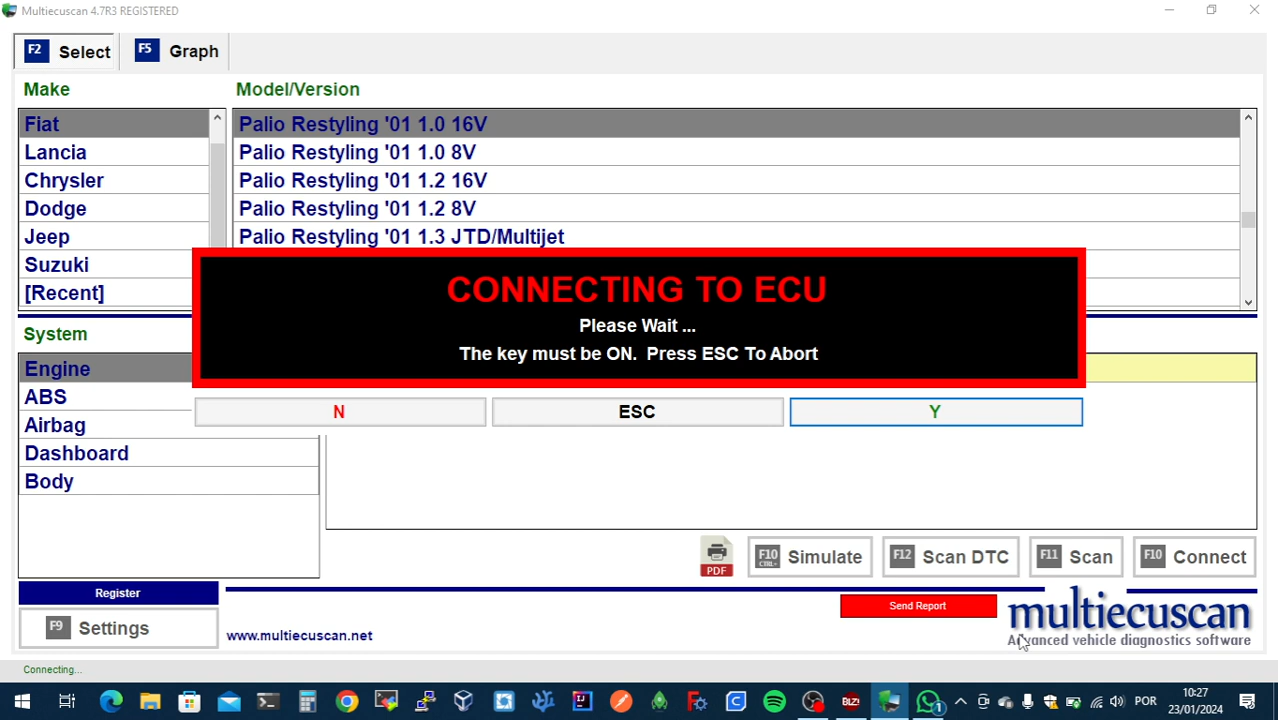 Multiecuscan 4.7R3 REGISTERED
F2 Select
F5 Graph
Make
Model/Version
Fiat
Lancia
Chrysler
Dodge
Jeep
Suzuki
[Recent]
Palio Restyling '01 1.0 16V
Palio Restyling '01 1.0 8V
Palio Restyling '01 1.2 16V
Palio Restyling '01 1.2 8V
Palio Restyling '01 1.3 JTD/Multijet
CONNECTING TO ECU
Please Wait ...
The key must be ON. Press ESC To Abort
N
ESC
Y
System
Engine
ABS
Airbag
Dashboard
Body
PDF
F10 CTRL+ Simulate
F12 Scan DTC
F11 Scan
F10 Connect
Register
F9 Settings
www.multiecuscan.net
Send Report
multiecuscan
Advanced vehicle diagnostics software
Connecting...
BIZ!
1
POR
10:27
23/01/2024